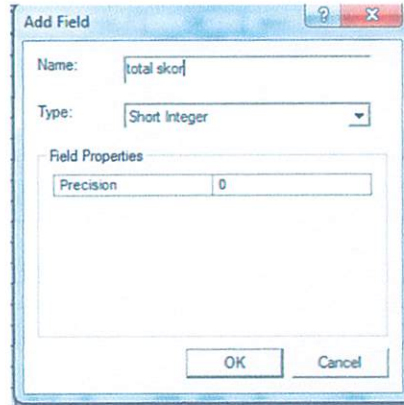 Add Field
Name: total skor
Type: Short Integer
Field Properties
Precision 0
OK Cancel